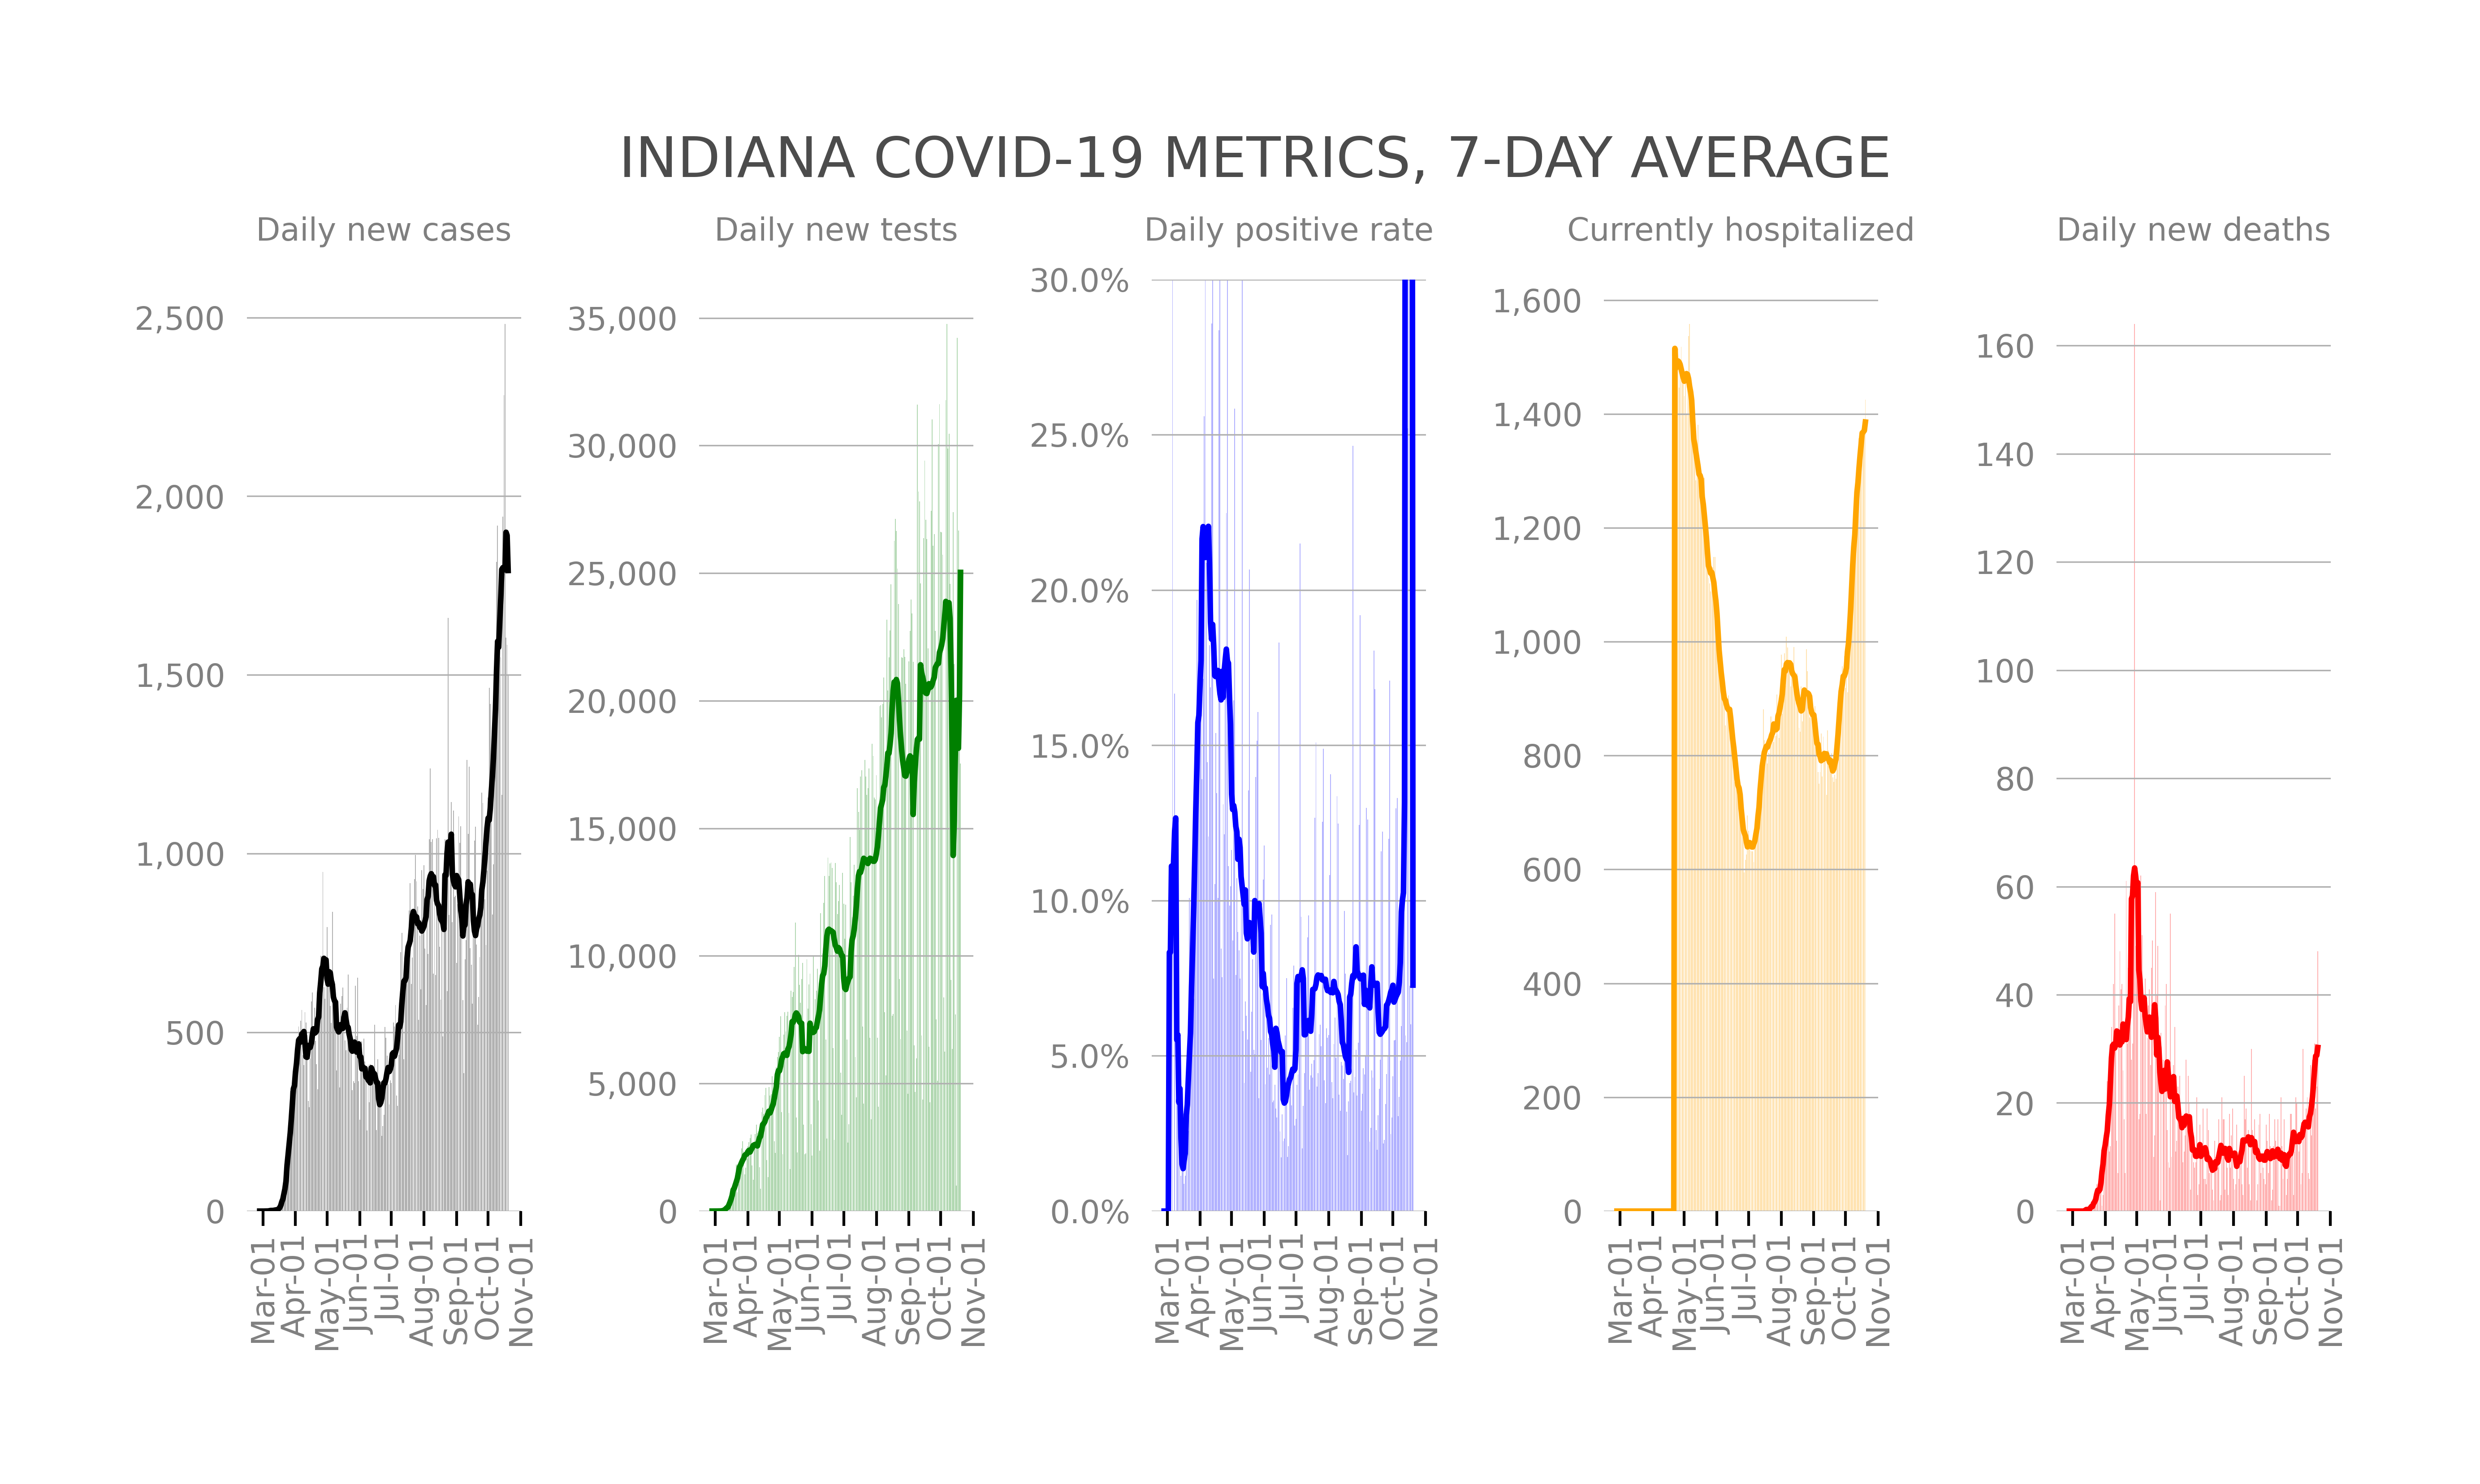 INDIANA COVID-19 METRICS, 7-DAY AVERAGE
Daily new cases
2,500
2,000
1,500
1,000
500
0
Mar-01
Apr-01
May-01
Jun-01
Jul-01
Aug-01
Sep-01
Oct-01
Nov-01
Daily new tests
35,000
30,000
25,000
20,000
15,000
10,000
5,000
0
Mar-01
Apr-01
May-01
Jun-01
Jul-01
Aug-01
Sep-01
Oct-01
Nov-01
Daily positive rate
30.0%
25.0%
20.0%
15.0%
10.0%
5.0%
0.0%
Mar-01
Apr-01
May-01
Jun-01
Jul-01
Aug-01
Sep-01
Oct-01
Nov-01
Currently hospitalized
1,600
1,400
1,200
1,000
800
600
400
200
0
Mar-01
Apr-01
May-01
Jun-01
Jul-01
Aug-01
Sep-01
Oct-01
Nov-01
Daily new deaths
160
140
120
100
80
60
40
20
0
Mar-01
Apr-01
May-01
Jun-01
Jul-01
Aug-01
Sep-01
Oct-01
Nov-01